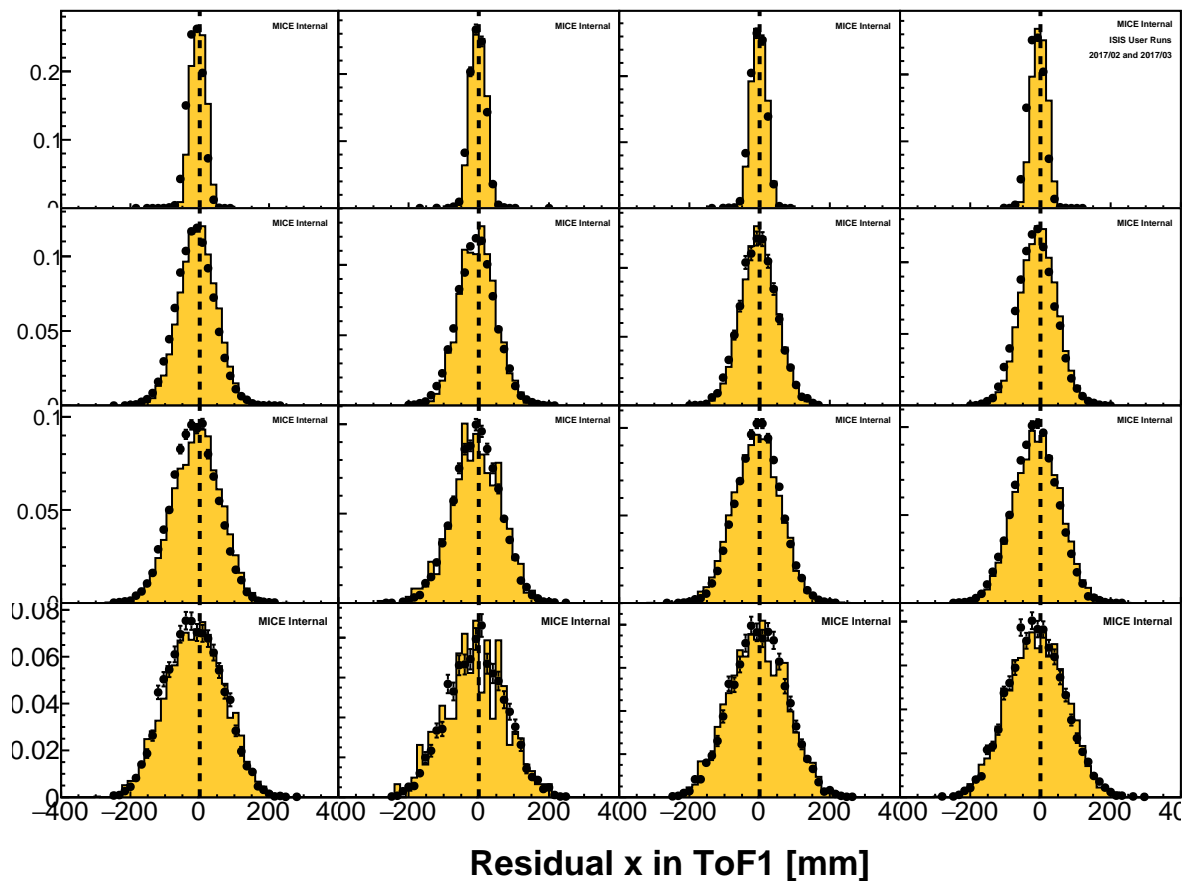 MICE Internal
MICE Internal
MICE Internal
MICE Internal
ISIS User Runs
2017/02 and 2017/03
0.2
0.1
0
MICE Internal
MICE Internal
MICE Internal
MICE Internal
0.1
0.05
0
MICE Internal
MICE Internal
MICE Internal
MICE Internal
0.1
0.05
0
MICE Internal
MICE Internal
MICE Internal
MICE Internal
0.08
0.06
0.04
0.02
0
−400 −200 0 200 −400 −200 0 200 −400 −200 0 200 −400 −200 0 200 400
Residual x in ToF1 [mm]